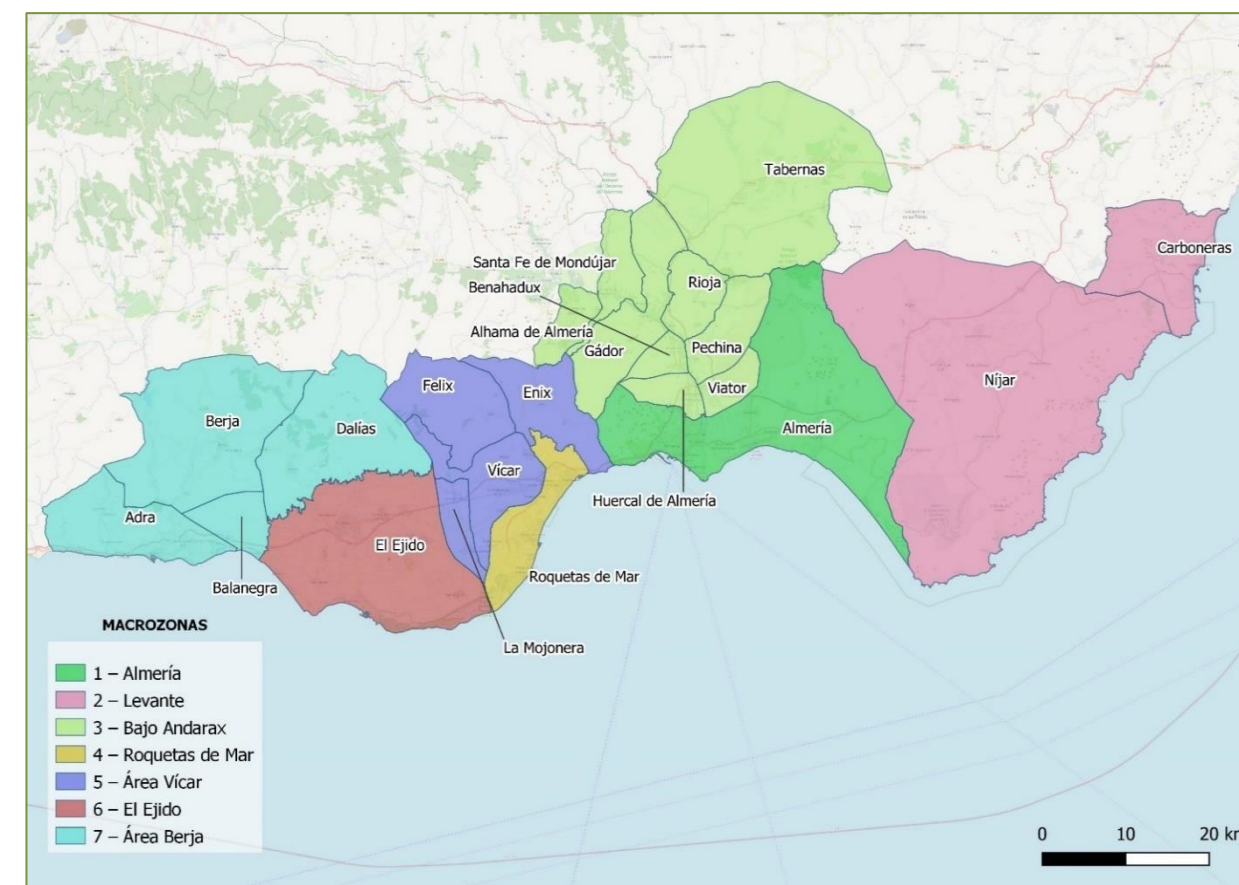 Tabernas
Carboneras
Santa Fe de Mondújar
Rioja
Benahadux
Alhama de Almería
Gádor
Pechina
Níjar
Felix
Enix
Viator
Berja
Dalías
Almería
Vícar
Huercal de Almería
Adra
El Ejido
Balanegra
Roquetas de Mar
La Mojonera
MACROZONAS
1 – Almería
2 – Levante
3 – Bajo Andarax
4 – Roquetas de Mar
5 – Área Vícar
6 – El Ejido
7 – Área Berja
0 10 20 km